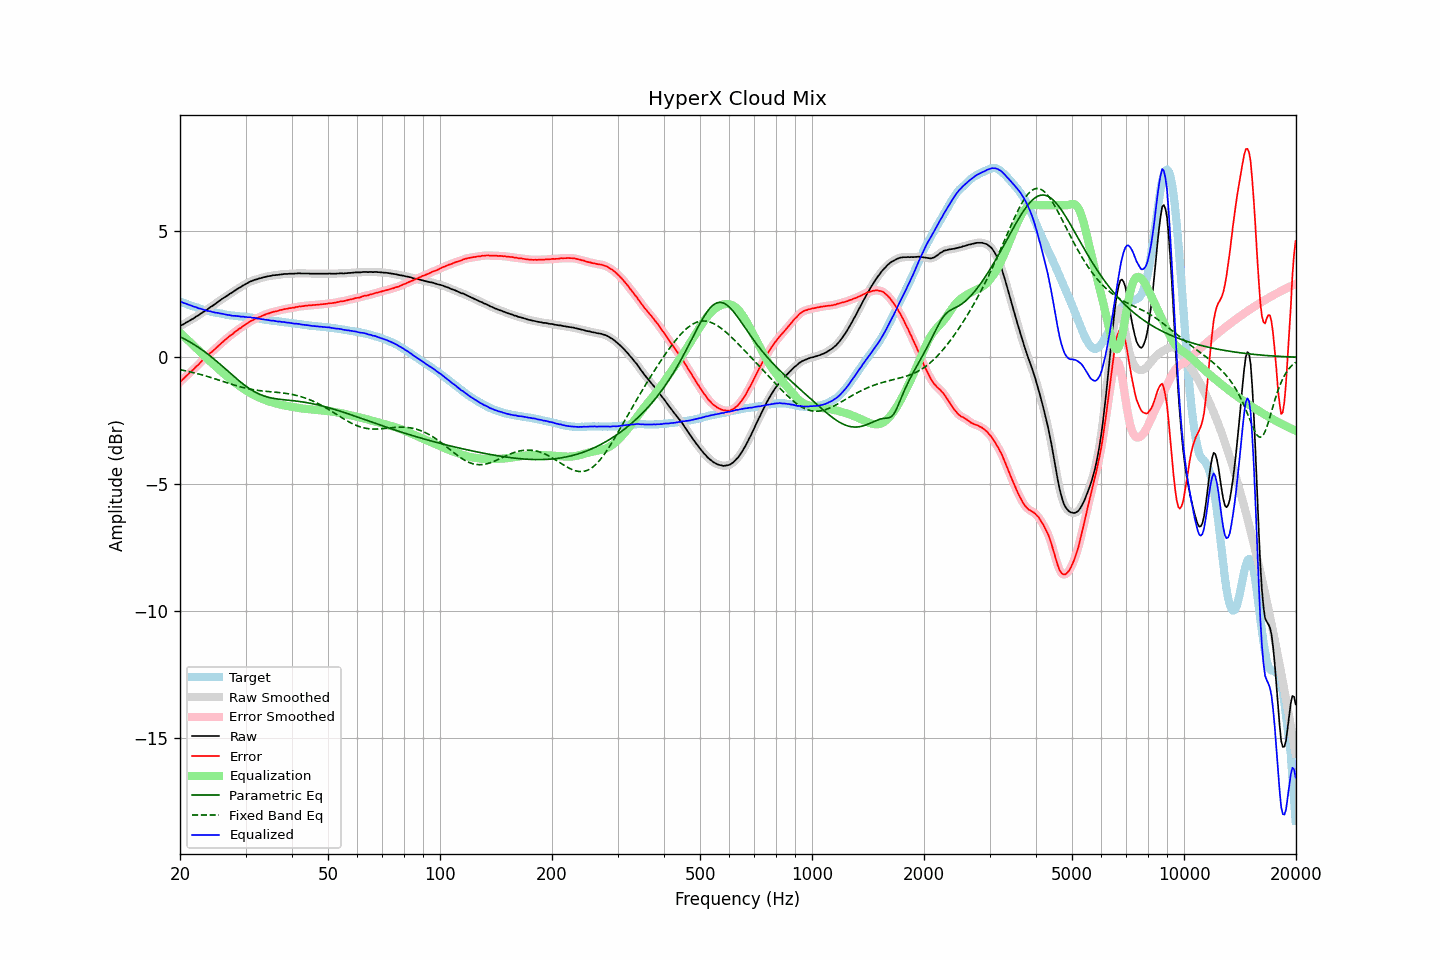 HyperX Cloud Mix
Amplitude (dBr)
5
0
−5
−10
−15
Target
Raw Smoothed
Error Smoothed
Raw
Error
Equalization
Parametric Eq
Fixed Band Eq
Equalized
20 50 100 200 500 1000 2000 5000 10000 20000
Frequency (Hz)